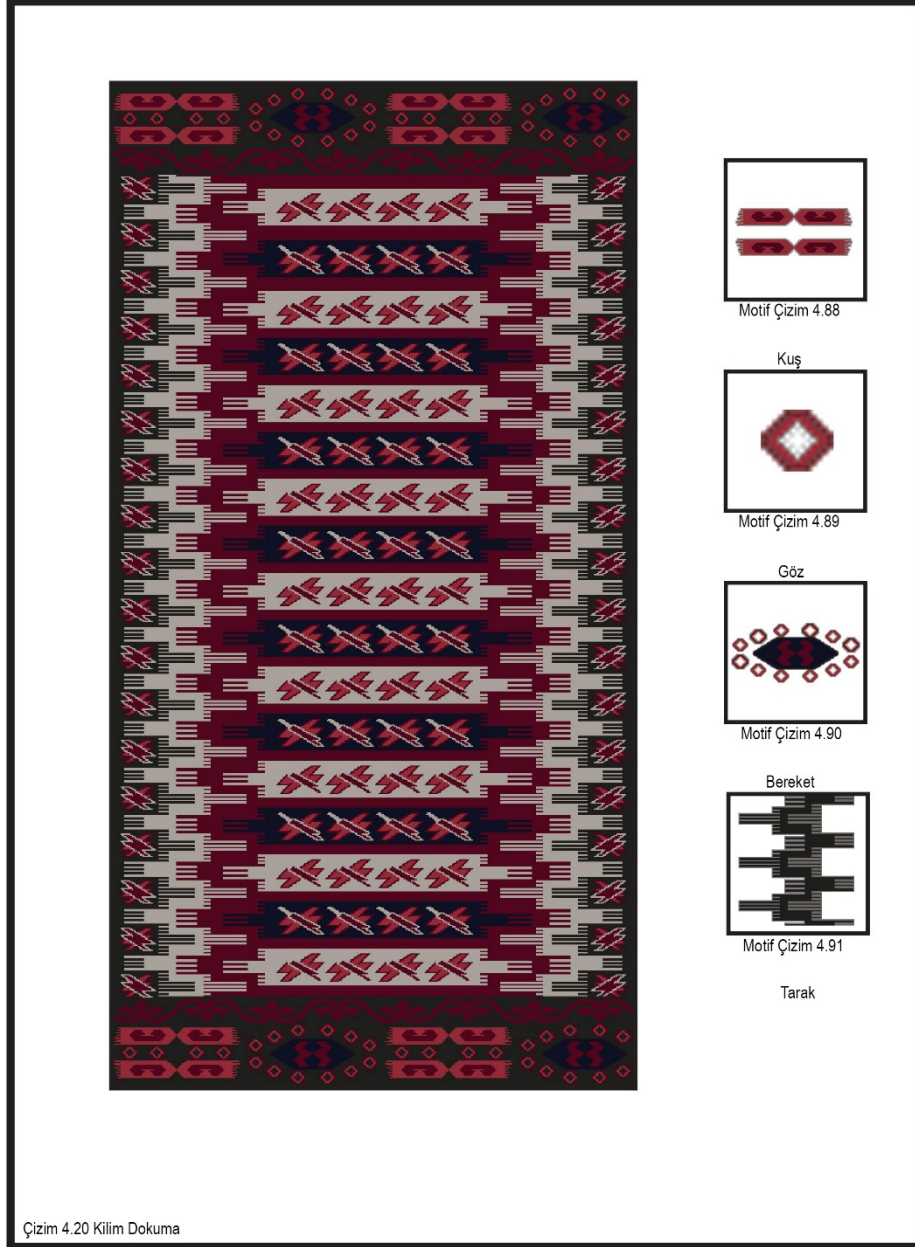 Motif Çizim 4.88
Kuş
Motif Çizim 4.89
Göz
Motif Çizim 4.90
Bereket
Motif Çizim 4.91
Tarak
Çizim 4.20 Kilim Dokuma